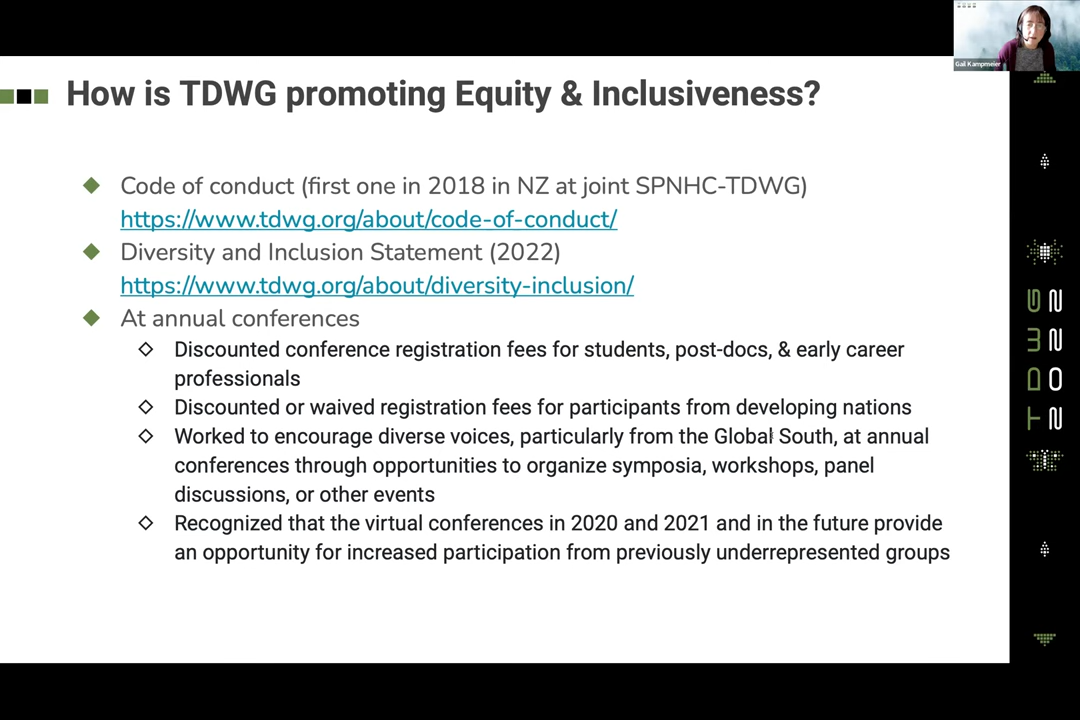 Gail Kampmeier
How is TDWG promoting Equity & Inclusiveness?
Code of conduct (first one in 2018 in NZ at joint SPNHC-TDWG)
https://www.tdwg.org/about/code-of-conduct/
Diversity and Inclusion Statement (2022)
https://www.tdwg.org/about/diversity-inclusion/
At annual conferences
Discounted conference registration fees for students, post-docs, & early career
professionals
Discounted or waived registration fees for participants from developing nations
Worked to encourage diverse voices, particularly from the Global South, at annual
conferences through opportunities to organize symposia, workshops, panel
discussions, or other events
Recognized that the virtual conferences in 2020 and 2021 and in the future provide
an opportunity for increased participation from previously underrepresented groups
TDWG
2022